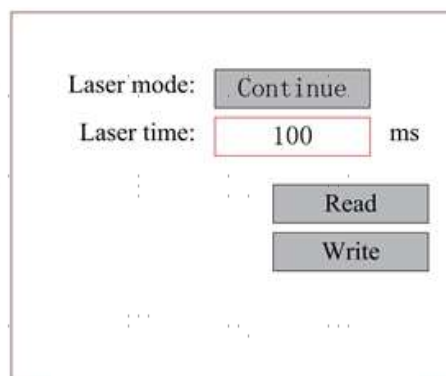 Laser mode: Continue
Laser time: 100 ms
Read
Write